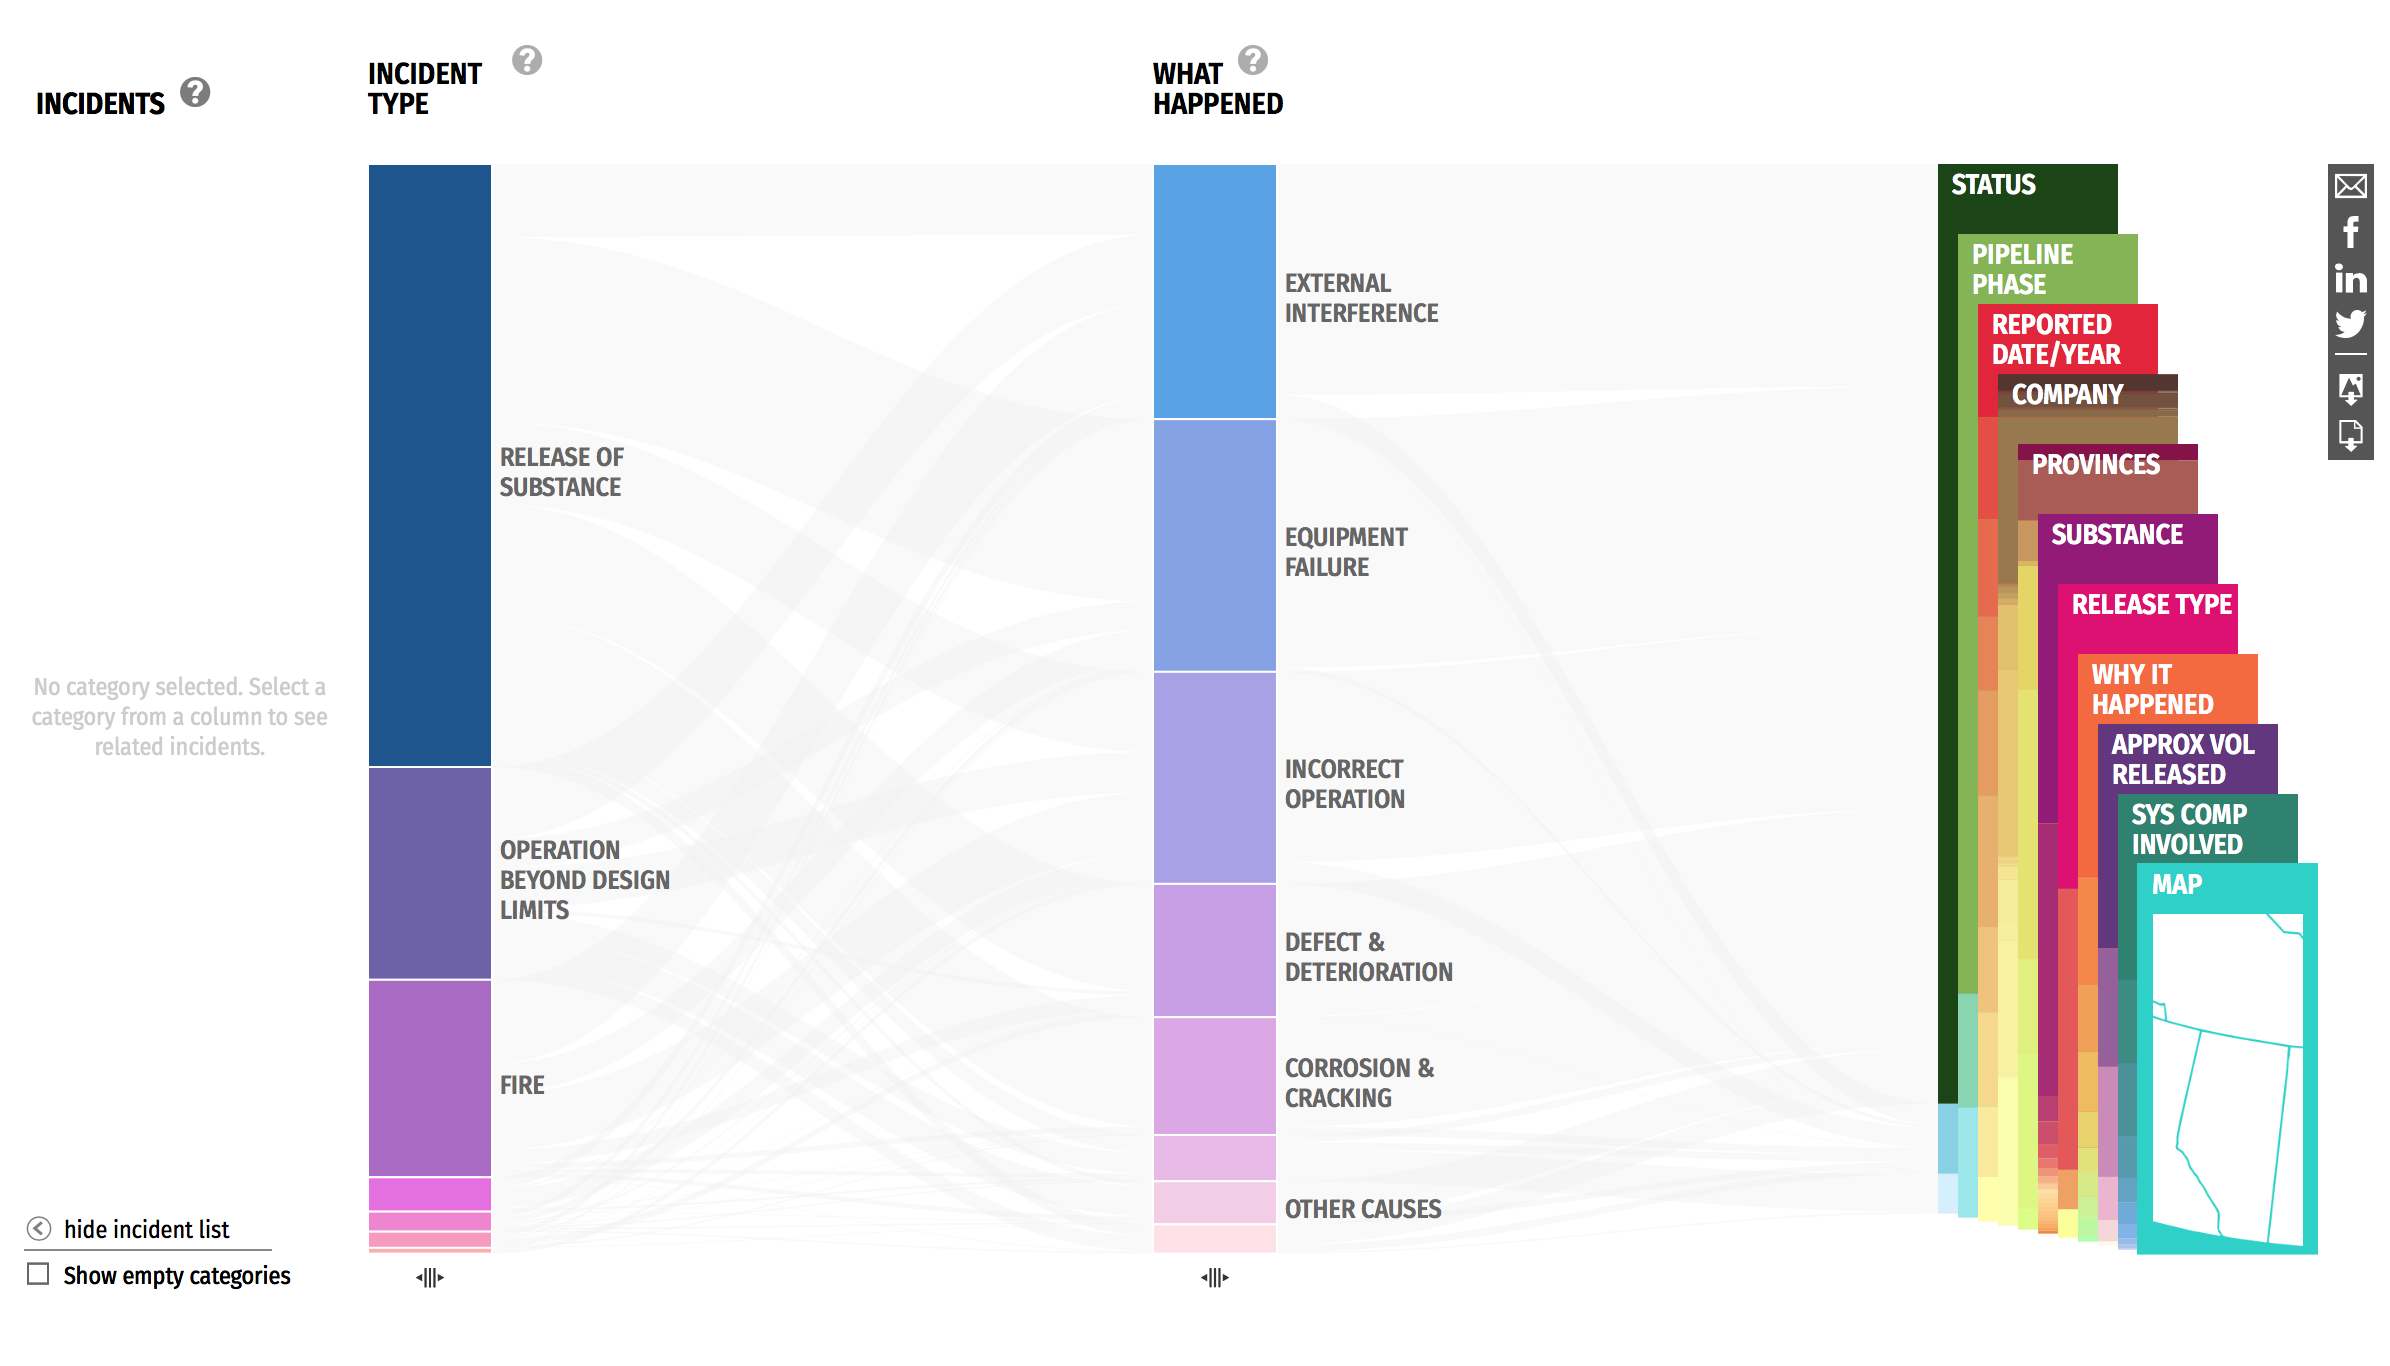 INCIDENTS
?
INCIDENT
TYPE
?
WHAT
HAPPENED
?
RELEASE OF
SUBSTANCE
OPERATION
BEYOND DESIGN
LIMITS
FIRE
EXTERNAL
INTERFERENCE
EQUIPMENT
FAILURE
INCORRECT
OPERATION
DEFECT &
DETERIORATION
CORROSION &
CRACKING
OTHER CAUSES
STATUS
PIPELINE
PHASE
REPORTED
DATE/YEAR
COMPANY
PROVINCES
SUBSTANCE
RELEASE TYPE
WHY IT
HAPPENED
APPROX VOL
RELEASED
SYS COMP
INVOLVED
MAP
f
in
No category selected. Select a
category from a column to see
related incidents.
hide incident list
Show empty categories